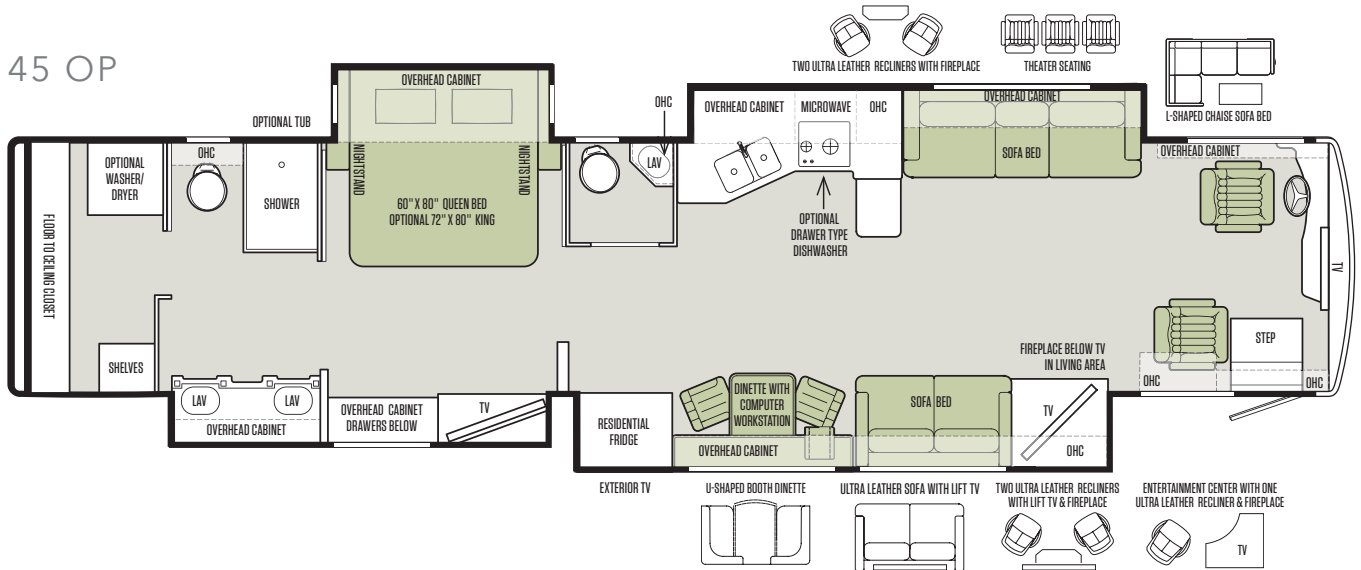 45 OP
TWO ULTRA LEATHER RECLINERS WITH FIREPLACE
THEATER SEATING
L-SHAPED CHAISE SOFA BED
OPTIONAL TUB
OVERHEAD CABINET
OHC
OVERHEAD CABINET
MICROWAVE
OHC
OVERHEAD CABINET
OVERHEAD CABINET
FLOOR TO CEILING CLOSET
OPTIONAL
WASHER/
DRYER
OHC
SHOWER
NIGHTSTAND
NIGHTSTAND
60" X 80" QUEEN BED
OPTIONAL 72" X 80" KING
LAV
SOFA BED
OPTIONAL
DRAWER TYPE
DISHWASHER
TV
SHELVES
LAV
LAV
OVERHEAD CABINET
OVERHEAD CABINET
DRAWERS BELOW
TV
RESIDENTIAL
FRIDGE
DINETTE WITH
COMPUTER
WORKSTATION
OVERHEAD CABINET
SOFA BED
FIREPLACE BELOW TV
IN LIVING AREA
TV
OHC
OHC
STEP
OHC
EXTERIOR TV
U-SHAPED BOOTH DINETTE
ULTRA LEATHER SOFA WITH LIFT TV
TWO ULTRA LEATHER RECLINERS
WITH LIFT TV & FIREPLACE
ENTERTAINMENT CENTER WITH ONE
ULTRA LEATHER RECLINER & FIREPLACE
TV